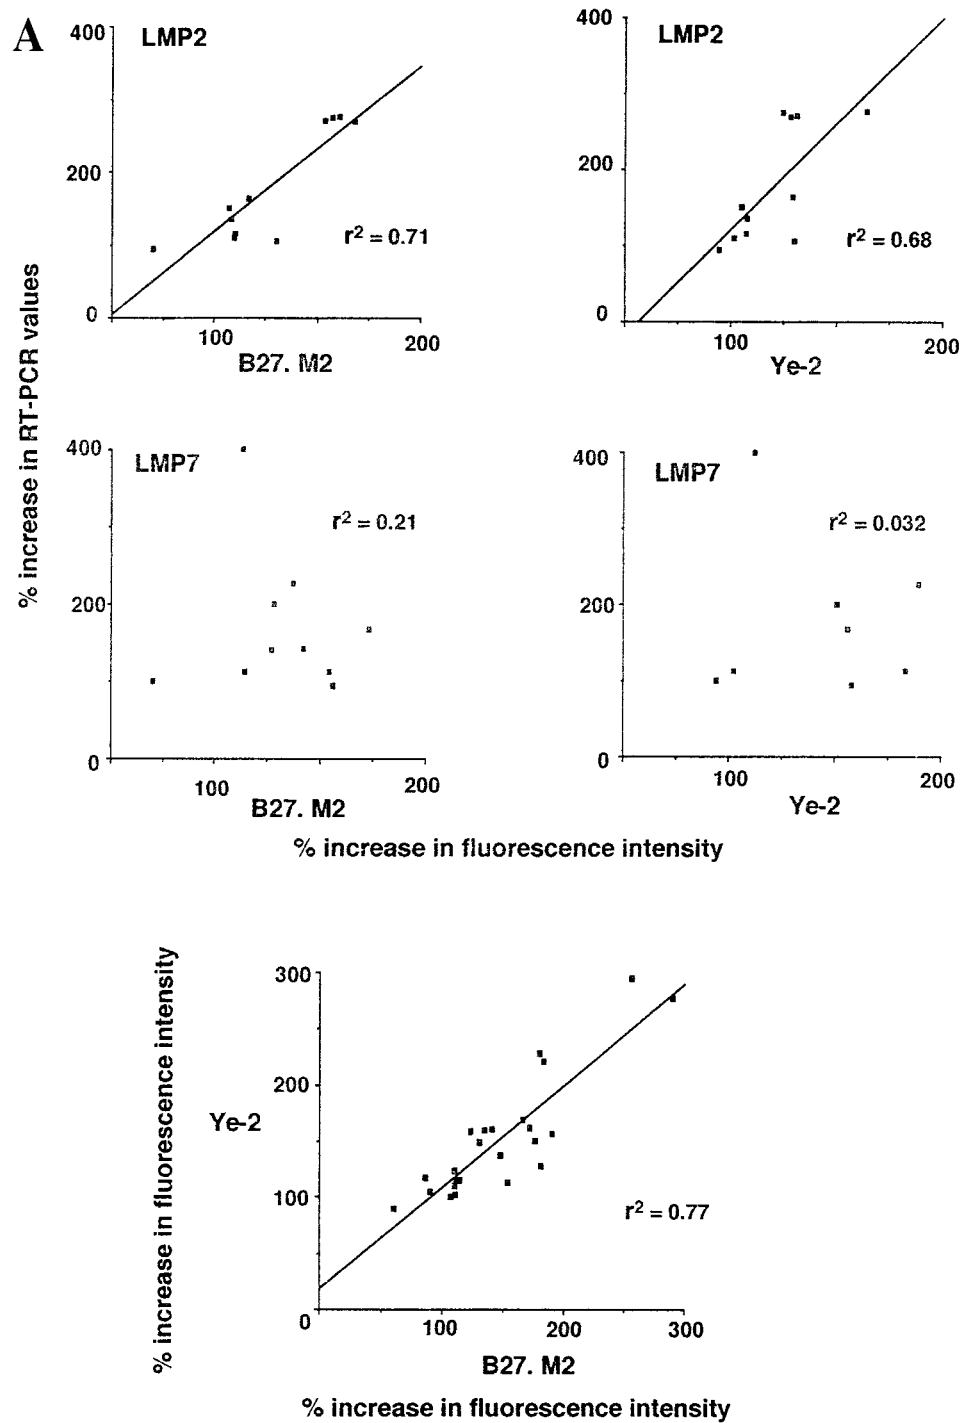 A
400
LMP2
200
r2 = 0.71
0
100
200
B27. M2
400
LMP2
200
r2 = 0.68
0
100
200
Ye-2
% increase in RT-PCR values
400
LMP7
r2 = 0.21
200
0
100
200
B27. M2
400
LMP7
r2 = 0.032
200
0
100
200
Ye-2
% increase in fluorescence intensity
% increase in fluorescence intensity
300
200
Ye-2
100
r2 = 0.77
0
100
200
300
B27. M2
% increase in fluorescence intensity